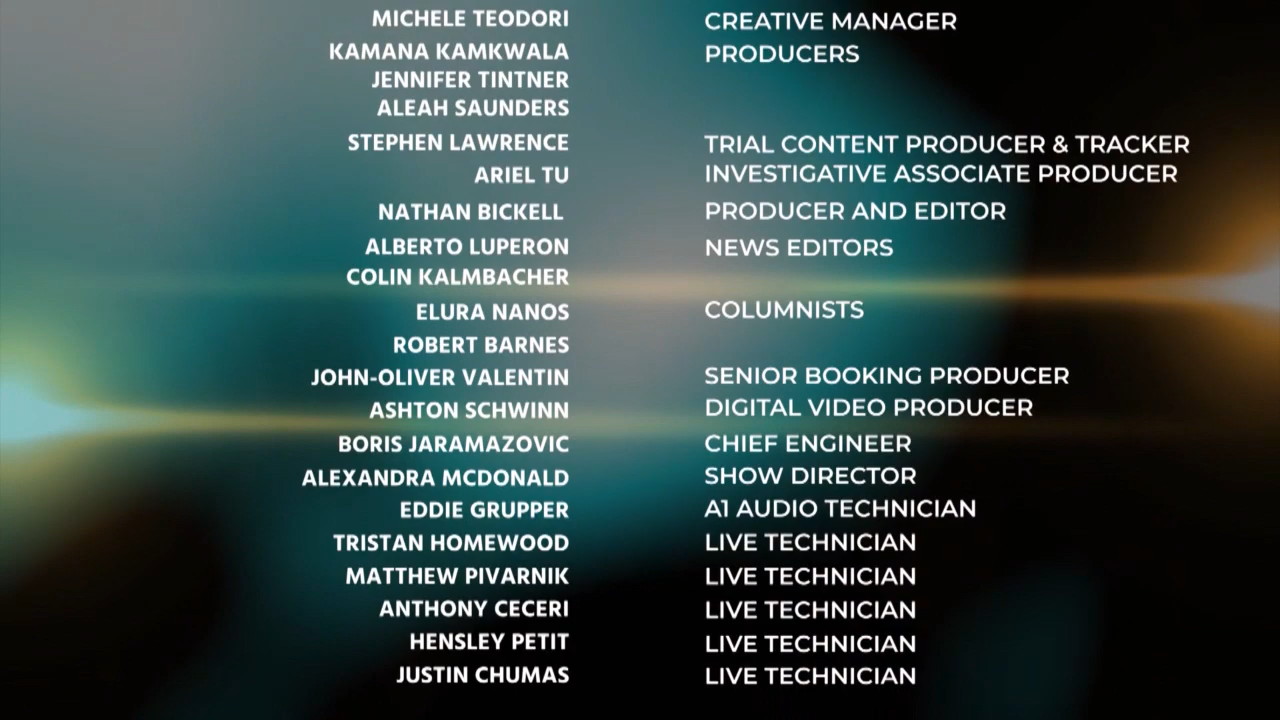 MICHELE TEODORI CREATIVE MANAGER
KAMANA KAMKWALA PRODUCERS
JENNIFER TINTNER
ALEAH SAUNDERS
STEPHEN LAWRENCE TRIAL CONTENT PRODUCER & TRACKER
ARIEL TU INVESTIGATIVE ASSOCIATE PRODUCER
NATHAN BICKELL PRODUCER AND EDITOR
ALBERTO LUPERON NEWS EDITORS
COLIN KALMBACHER
ELURA NANOS COLUMNISTS
ROBERT BARNES
JOHN-OLIVER VALENTIN SENIOR BOOKING PRODUCER
ASHTON SCHWINN DIGITAL VIDEO PRODUCER
BORIS JARAMAZOVIC CHIEF ENGINEER
ALEXANDRA MCDONALD SHOW DIRECTOR
EDDIE GRUPPER A1 AUDIO TECHNICIAN
TRISTAN HOMEWOOD LIVE TECHNICIAN
MATTHEW PIVARNIK LIVE TECHNICIAN
ANTHONY CECERI LIVE TECHNICIAN
HENSLEY PETIT LIVE TECHNICIAN
JUSTIN CHUMAS LIVE TECHNICIAN